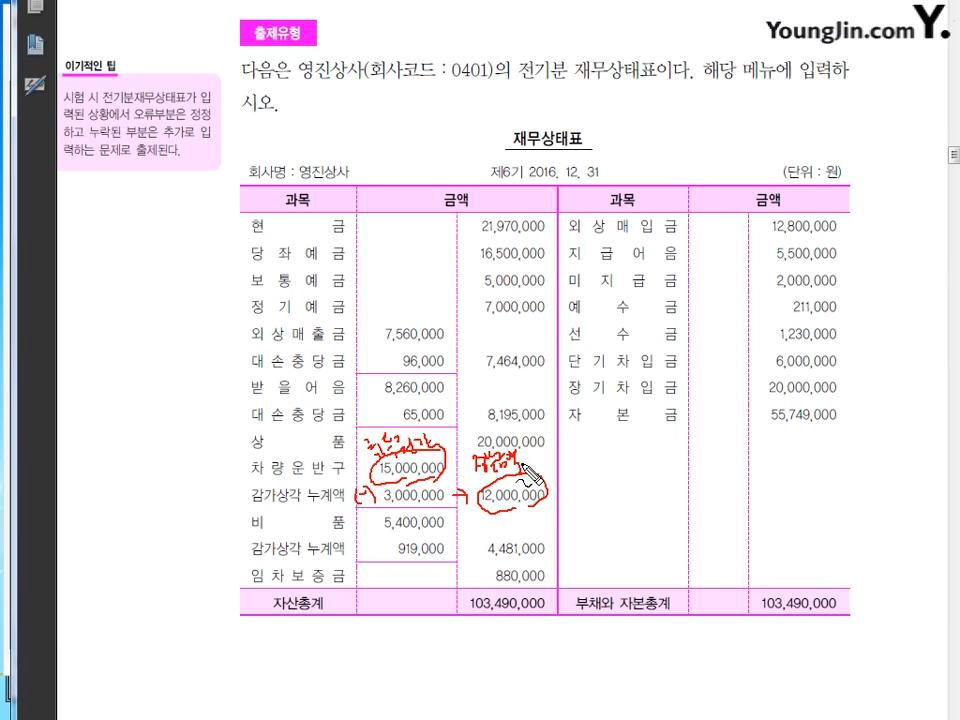 출제유형
YoungJin.com Y.
이기적인 팁
시험 시 전기분재무상태표가 입
력된 상황에서 오류부분은 정정
하고 누락된 부분은 추가로 입
력하는 문제로 출제된다.
다음은 영진상사(회사코드 : 0401)의 전기분 재무상태표이다. 해당 메뉴에 입력하
시오.
재무상태표
회사명 : 영진상사 제6기 2016. 12. 31 (단위 : 원)
과목 금액 과목 금액
현 금 21,970,000 외 상 매 입 금 12,800,000
당 좌 예 금 16,500,000 지 급 어 음 5,500,000
보 통 예 금 5,000,000 미 지 급 금 2,000,000
정 기 예 금 7,000,000 예 수 금 211,000
외 상 매 출 금 7,560,000 선 수 금 1,230,000
대 손 충 당 금 96,000 7,464,000 단 기 차 입 금 6,000,000
받 을 어 음 8,260,000 장 기 차 입 금 20,000,000
대 손 충 당 금 65,000 8,195,000 자 본 금 55,749,000
상 품 20,000,000
차 량 운 반 구 15,000,000
감가상각 누계액 (-) 3,000,000 → 12,000,000
비 품 5,400,000
감가상각 누계액 919,000 4,481,000
임 차 보 증 금 880,000
자산총계 103,490,000 부채와 자본총계 103,490,000